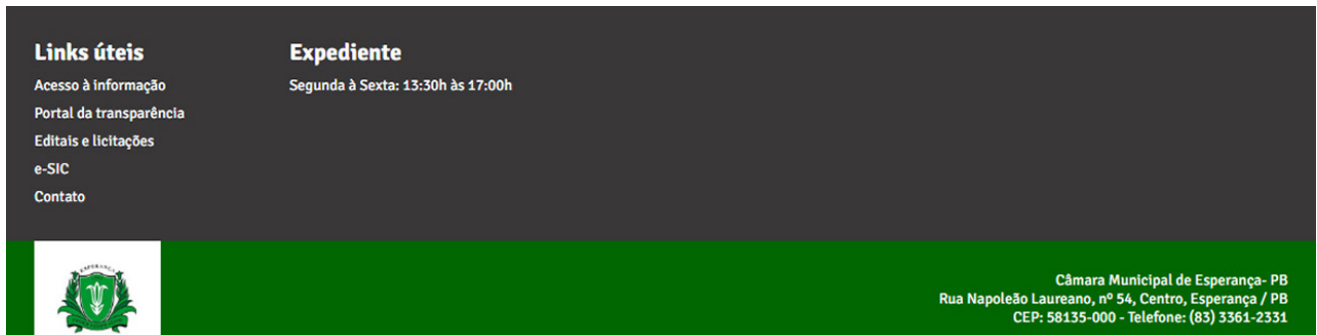 Links úteis
Acesso à informação
Portal da transparência
Editais e licitações
e-SIC
Contato
Expediente
Segunda à Sexta: 13:30h às 17:00h
ESPERANÇA
Câmara Municipal de Esperança- PB
Rua Napoleão Laureano, nº 54, Centro, Esperança / PB
CEP: 58135-000 - Telefone: (83) 3361-2331